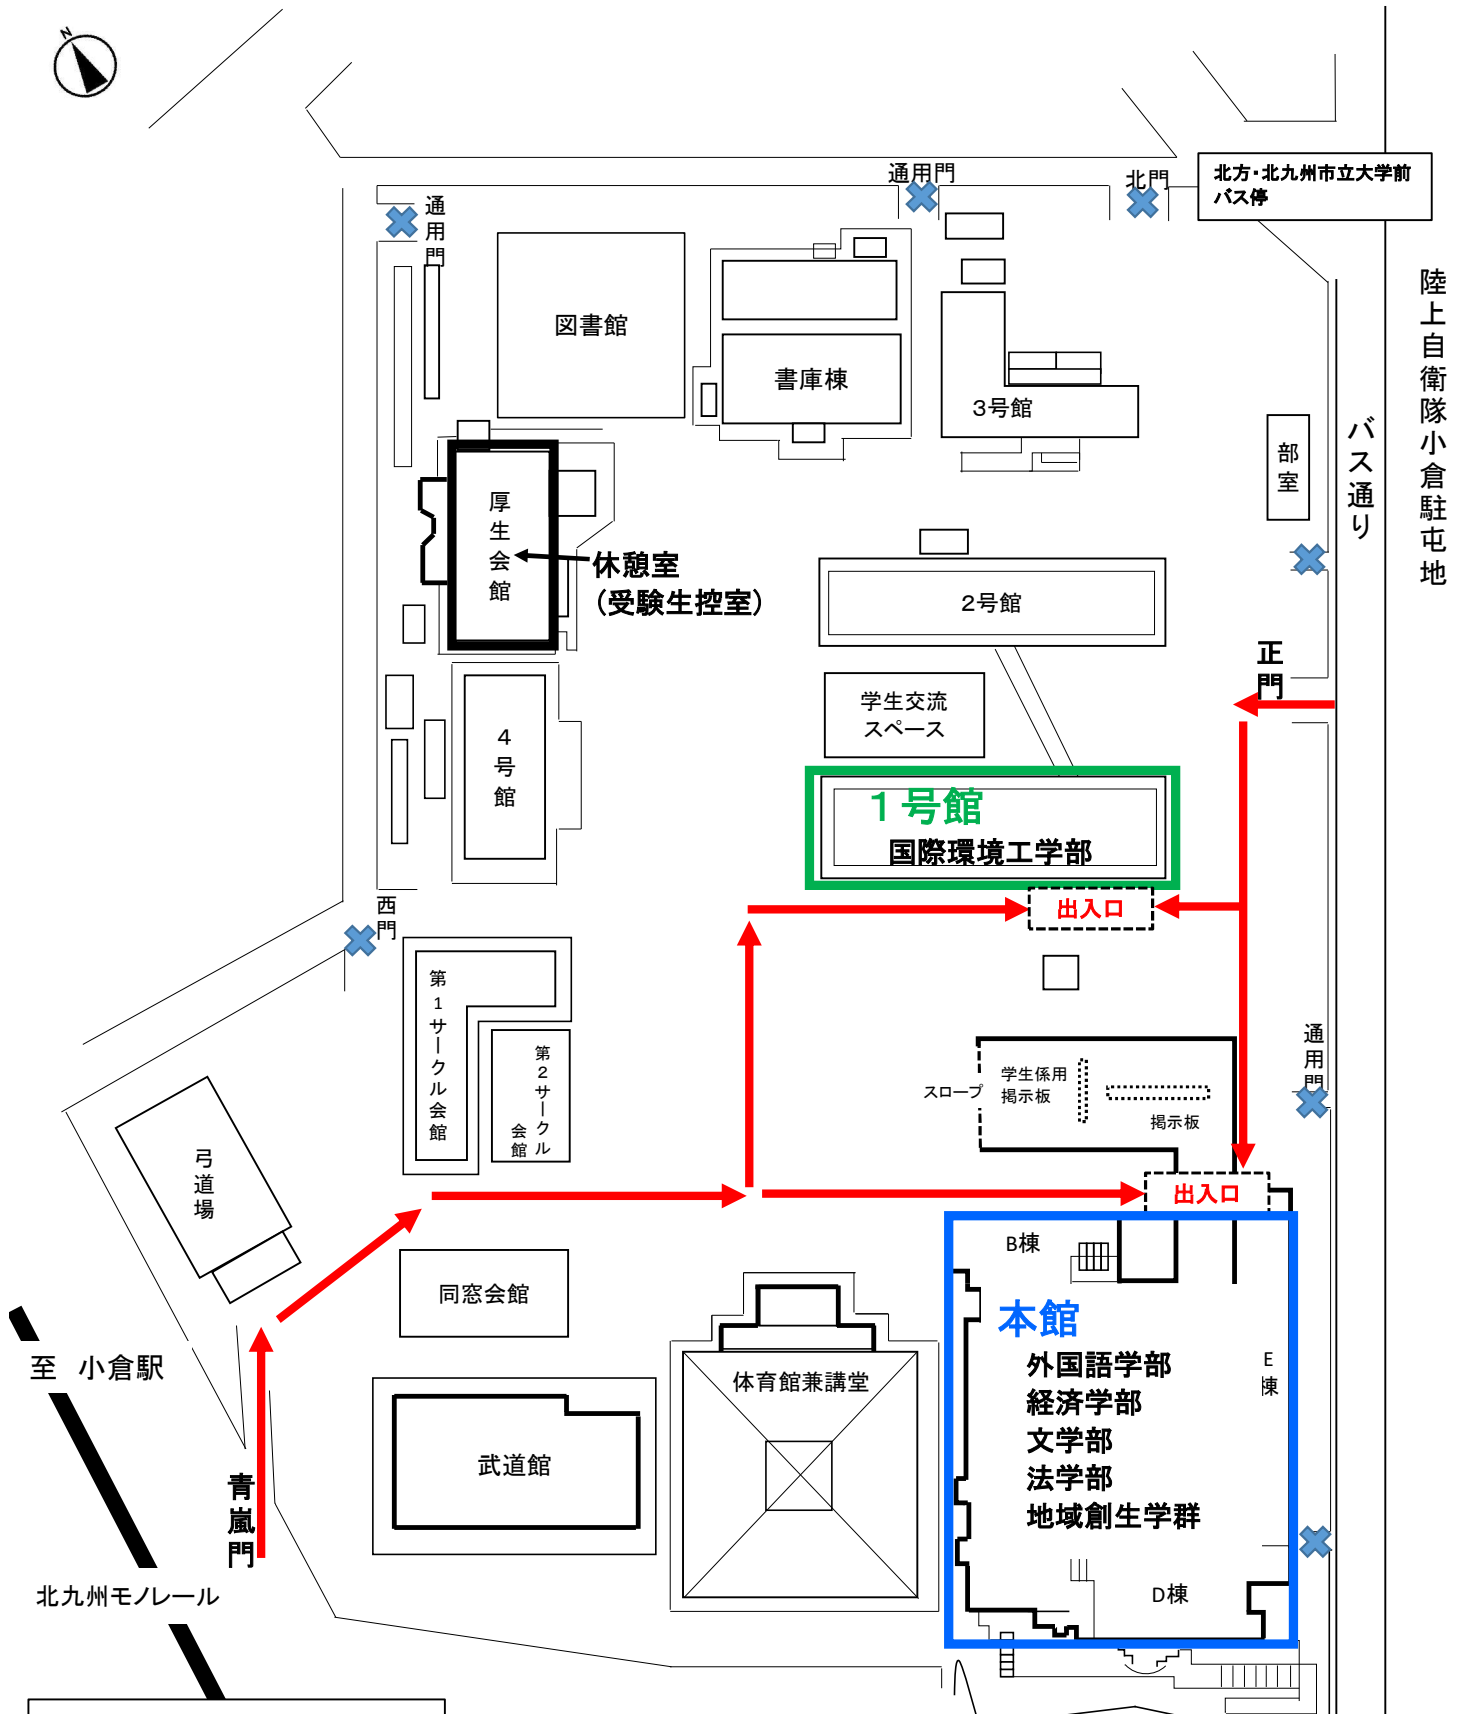 N
通用門
北門
北方・北九州市立大学前
バス停
通用門
図書館
書庫棟
3号館
部室
バス通り
陸上自衛隊小倉駐屯地
厚生会館
休憩室
(受験生控室)
2号館
正門
学生交流
スペース
4号館
1号館
国際環境工学部
出入口
西門
第1サークル会館
第2サークル
会館
スロープ
学生係用
掲示板
掲示板
通用門
弓道場
出入口
B棟
同窓会館
本館
外国語学部
経済学部
文学部
法学部
地域創生学群
E棟
至 小倉駅
体育館兼講堂
武道館
青嵐門
北九州モノレール
D棟